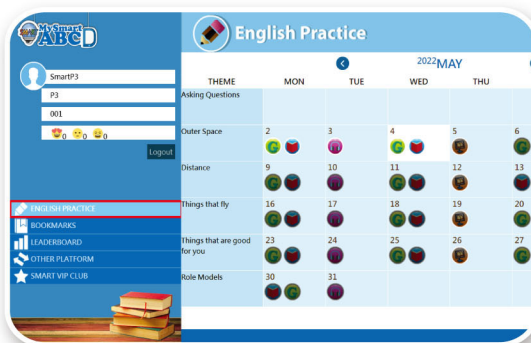 My Smart
ABCD
English Practice
SmartP3
P3
001
0 0 0
Logout
ENGLISH PRACTICE
BOOKMARKS
LEADERBOARD
OTHER PLATFORM
SMART VIP CLUB
2022MAY
THEME MON TUE WED THU
Asking Questions
Outer Space 2 3 4 5 6
Distance 9 10 11 12 13
Things that fly 16 17 18 19 20
Things that are good 23 24 25 26 27
for you
Role Models 30 31